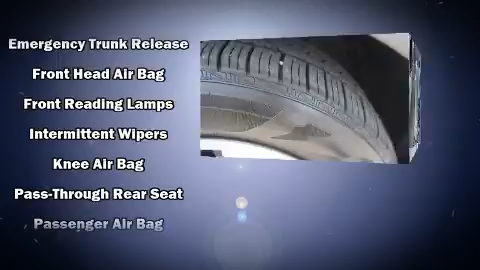 Emergency Trunk Release
Front Head Air Bag
Front Reading Lamps
Intermittent Wipers
Knee Air Bag
Pass-Through Rear Seat
Passenger Air Bag